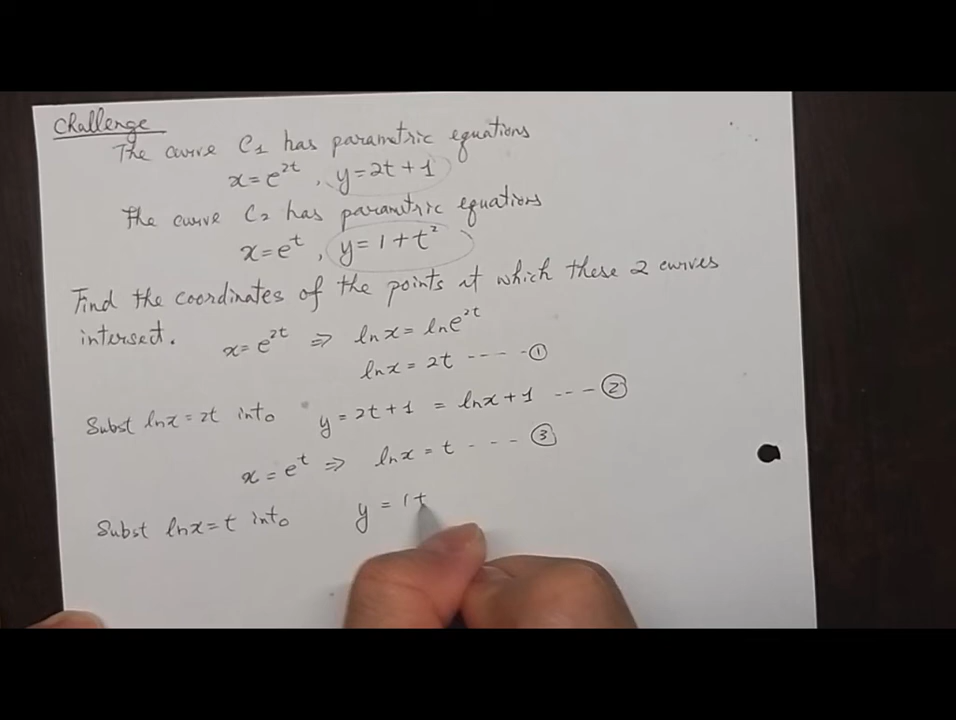 Challenge
The curve C₁ has parametric equations
x = e^2t , y = 2t + 1
The curve C₂ has parametric equations
x = e^t , y = 1 + t²
Find the coordinates of the points at which these 2 curves
intersect. x = e^2t ⇒ ln x = ln e^2t
ln x = 2t ---- - ①
Subst ln x = 2t into y = 2t + 1 = ln x + 1 --- ②
x = e^t ⇒ ln x = t - - - ③
Subst ln x = t into y = 1 +